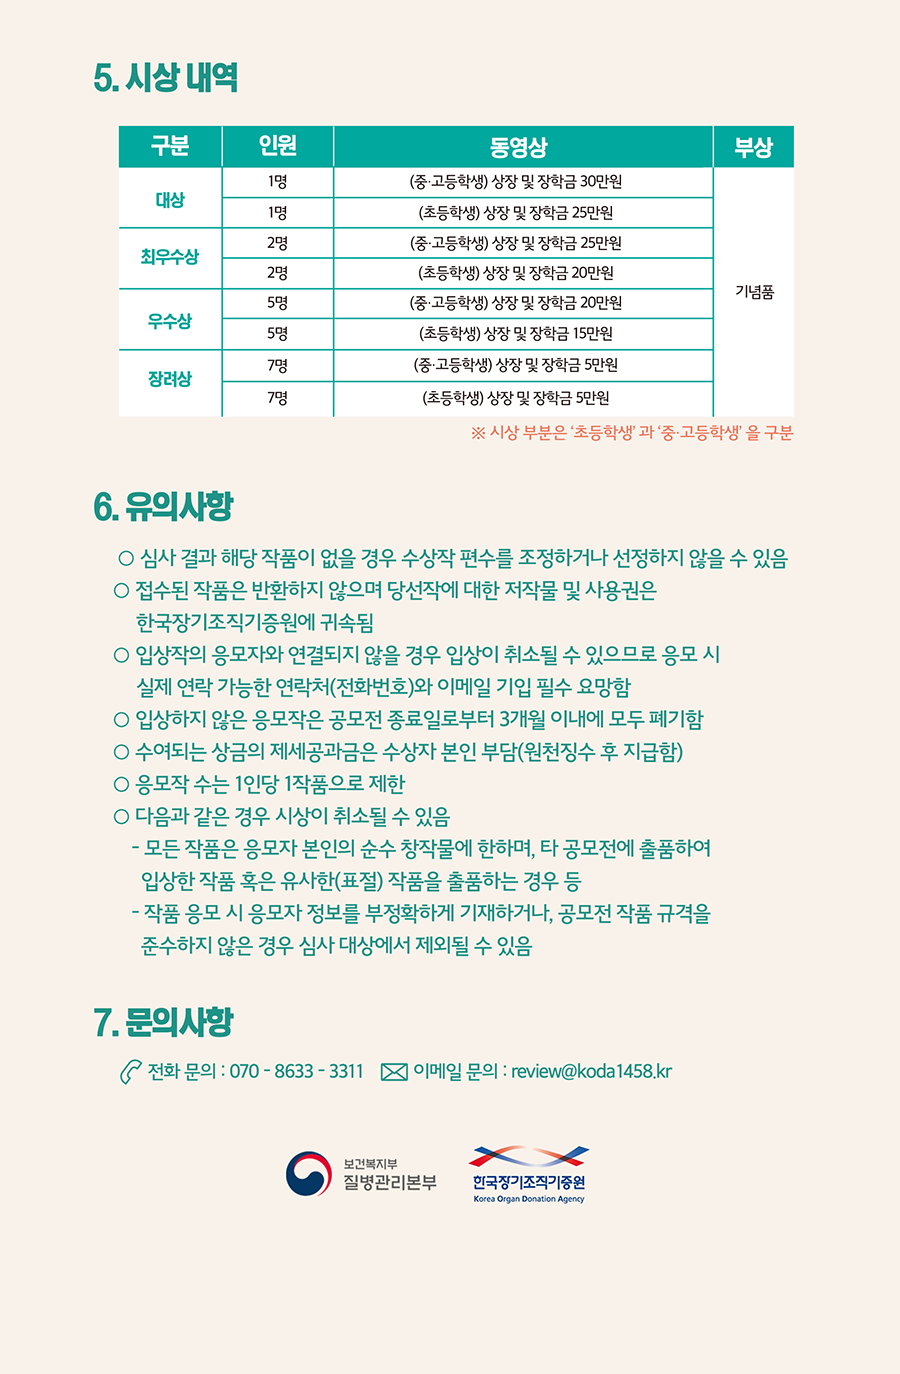 5. 시상 내역
구분 인원 동영상 부상
대상 1명 (중·고등학생) 상장 및 장학금 30만원
1명 (초등학생) 상장 및 장학금 25만원
최우수상 2명 (중·고등학생) 상장 및 장학금 25만원
2명 (초등학생) 상장 및 장학금 20만원
기념품
우수상 5명 (중·고등학생) 상장 및 장학금 20만원
5명 (초등학생) 상장 및 장학금 15만원
장려상 7명 (중·고등학생) 상장 및 장학금 5만원
7명 (초등학생) 상장 및 장학금 5만원
※ 시상 부분은 ‘초등학생’ 과 ‘중·고등학생’ 을 구분
6. 유의사항
○ 심사 결과 해당 작품이 없을 경우 수상작 편수를 조정하거나 선정하지 않을 수 있음
○ 접수된 작품은 반환하지 않으며 당선작에 대한 저작물 및 사용권은
한국장기조직기증원에 귀속됨
○ 입상작의 응모자와 연결되지 않을 경우 입상이 취소될 수 있으므로 응모 시
실제 연락 가능한 연락처(전화번호)와 이메일 기입 필수 요망함
○ 입상하지 않은 응모작은 공모전 종료일로부터 3개월 이내에 모두 폐기함
○ 수여되는 상금의 제세공과금은 수상자 본인 부담(원천징수 후 지급함)
○ 응모작 수는 1인당 1작품으로 제한
○ 다음과 같은 경우 시상이 취소될 수 있음
- 모든 작품은 응모자 본인의 순수 창작물에 한하며, 타 공모전에 출품하여
입상한 작품 혹은 유사한(표절) 작품을 출품하는 경우 등
- 작품 응모 시 응모자 정보를 부정확하게 기재하거나, 공모전 작품 규격을
준수하지 않은 경우 심사 대상에서 제외될 수 있음
7. 문의사항
전화 문의 : 070 - 8633 - 3311 이메일 문의 : review@koda1458.kr
보건복지부
질병관리본부
한국장기조직기증원
Korea Organ Donation Agency